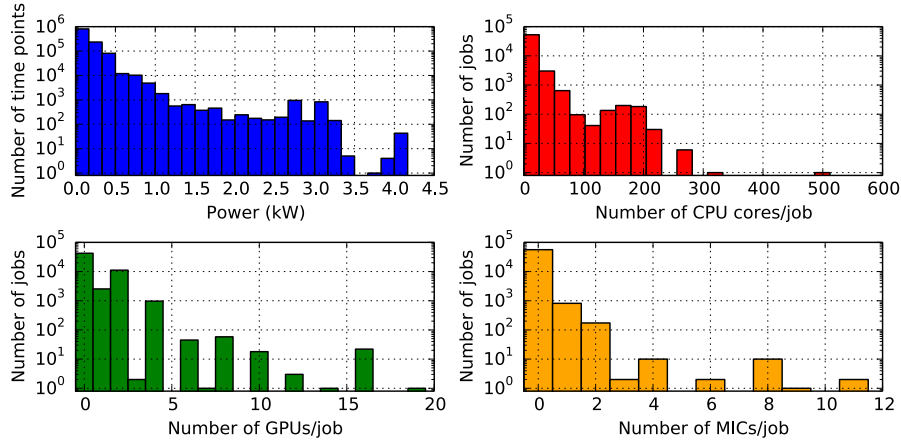 Number of time points
10^6
10^5
10^4
10^3
10^2
10^1
10^0
0.0 0.5 1.0 1.5 2.0 2.5 3.0 3.5 4.0 4.5
Power (kW)
Number of jobs
10^5
10^4
10^3
10^2
10^1
10^0
0 100 200 300 400 500 600
Number of CPU cores/job
Number of jobs
10^5
10^4
10^3
10^2
10^1
10^0
0 5 10 15 20
Number of GPUs/job
Number of jobs
10^5
10^4
10^3
10^2
10^1
10^0
0 2 4 6 8 10 12
Number of MICs/job